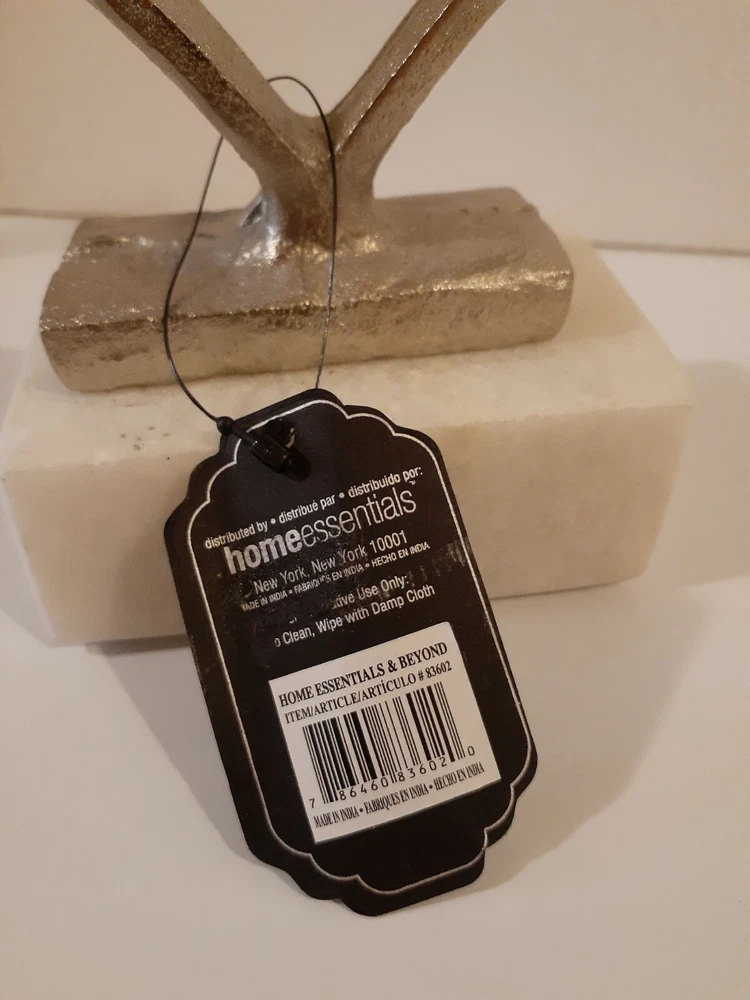 distributed by • distribué par • distribuido por:
homeessentials™
New York, New York 10001
MADE IN INDIA • FABRIQUÉS EN INDIA • HECHO EN INDIA
Use Only:
Clean, Wipe with Damp Cloth
HOME ESSENTIALS & BEYOND
ITEM/ARTICLE/ARTÍCULO # 83602
7 86460 83602 0
MADE IN INDIA • FABRIQUES EN INDIA • HECHO EN INDIA